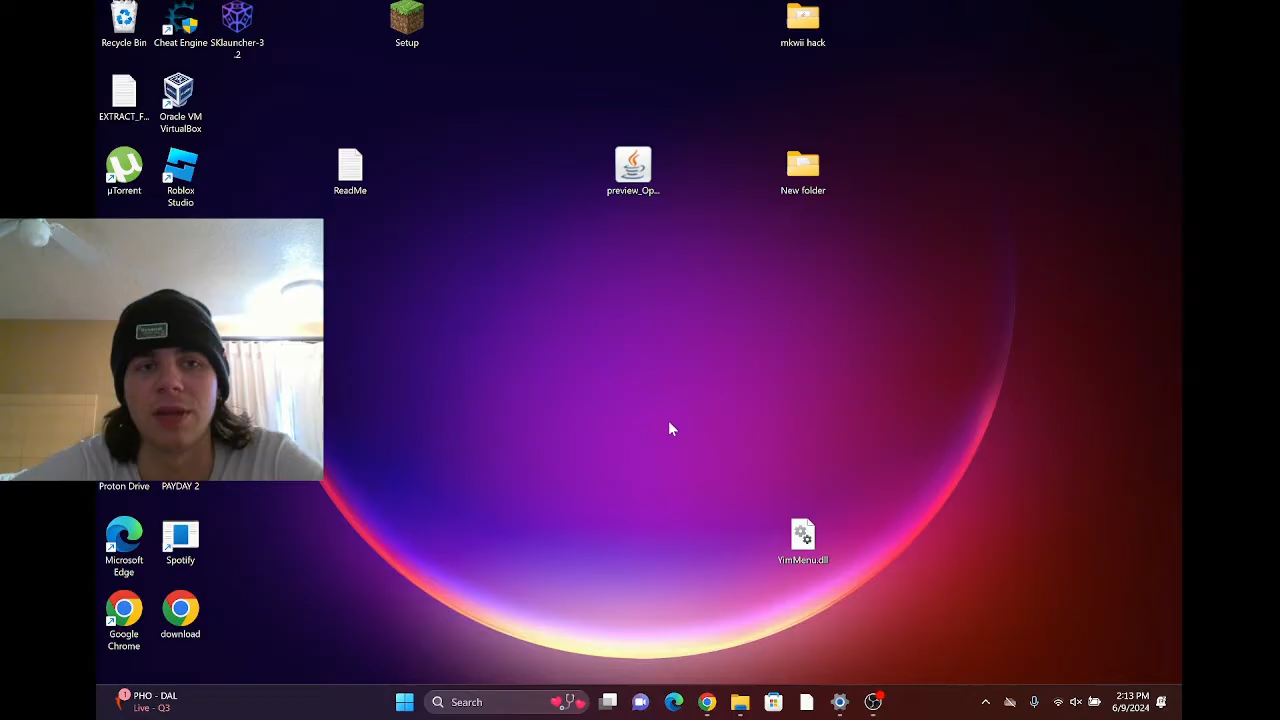 Recycle Bin
Cheat Engine
SKlauncher-3
.2
Setup
mkwii hack
EXTRACT_F...
Oracle VM
VirtualBox
µTorrent
Roblox
Studio
ReadMe
preview_Op...
New folder
Proton Drive
PAYDAY 2
Microsoft
Edge
Spotify
YimMenu.dll
Google
Chrome
download
1
PHO - DAL
Live - Q3
Search
2:13 PM
6/9/2024